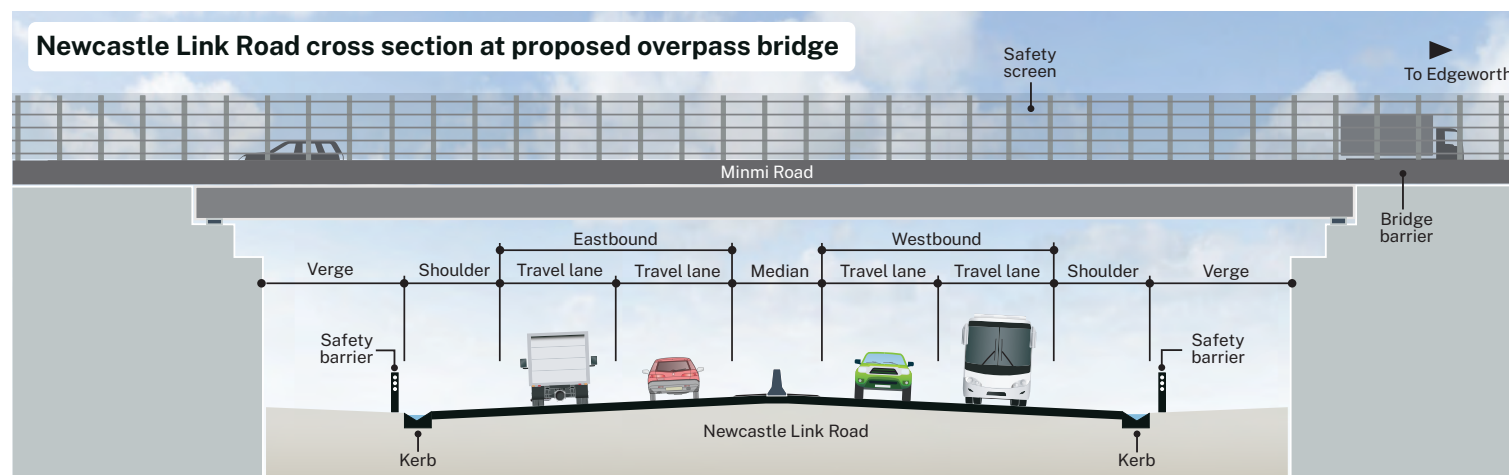 Newcastle Link Road cross section at proposed overpass bridge
Safety
screen
To Edgeworth
Minmi Road
Bridge
barrier
Eastbound
Westbound
Verge
Shoulder
Travel lane
Travel lane
Median
Travel lane
Travel lane
Shoulder
Verge
Safety
barrier
Safety
barrier
Newcastle Link Road
Kerb
Kerb